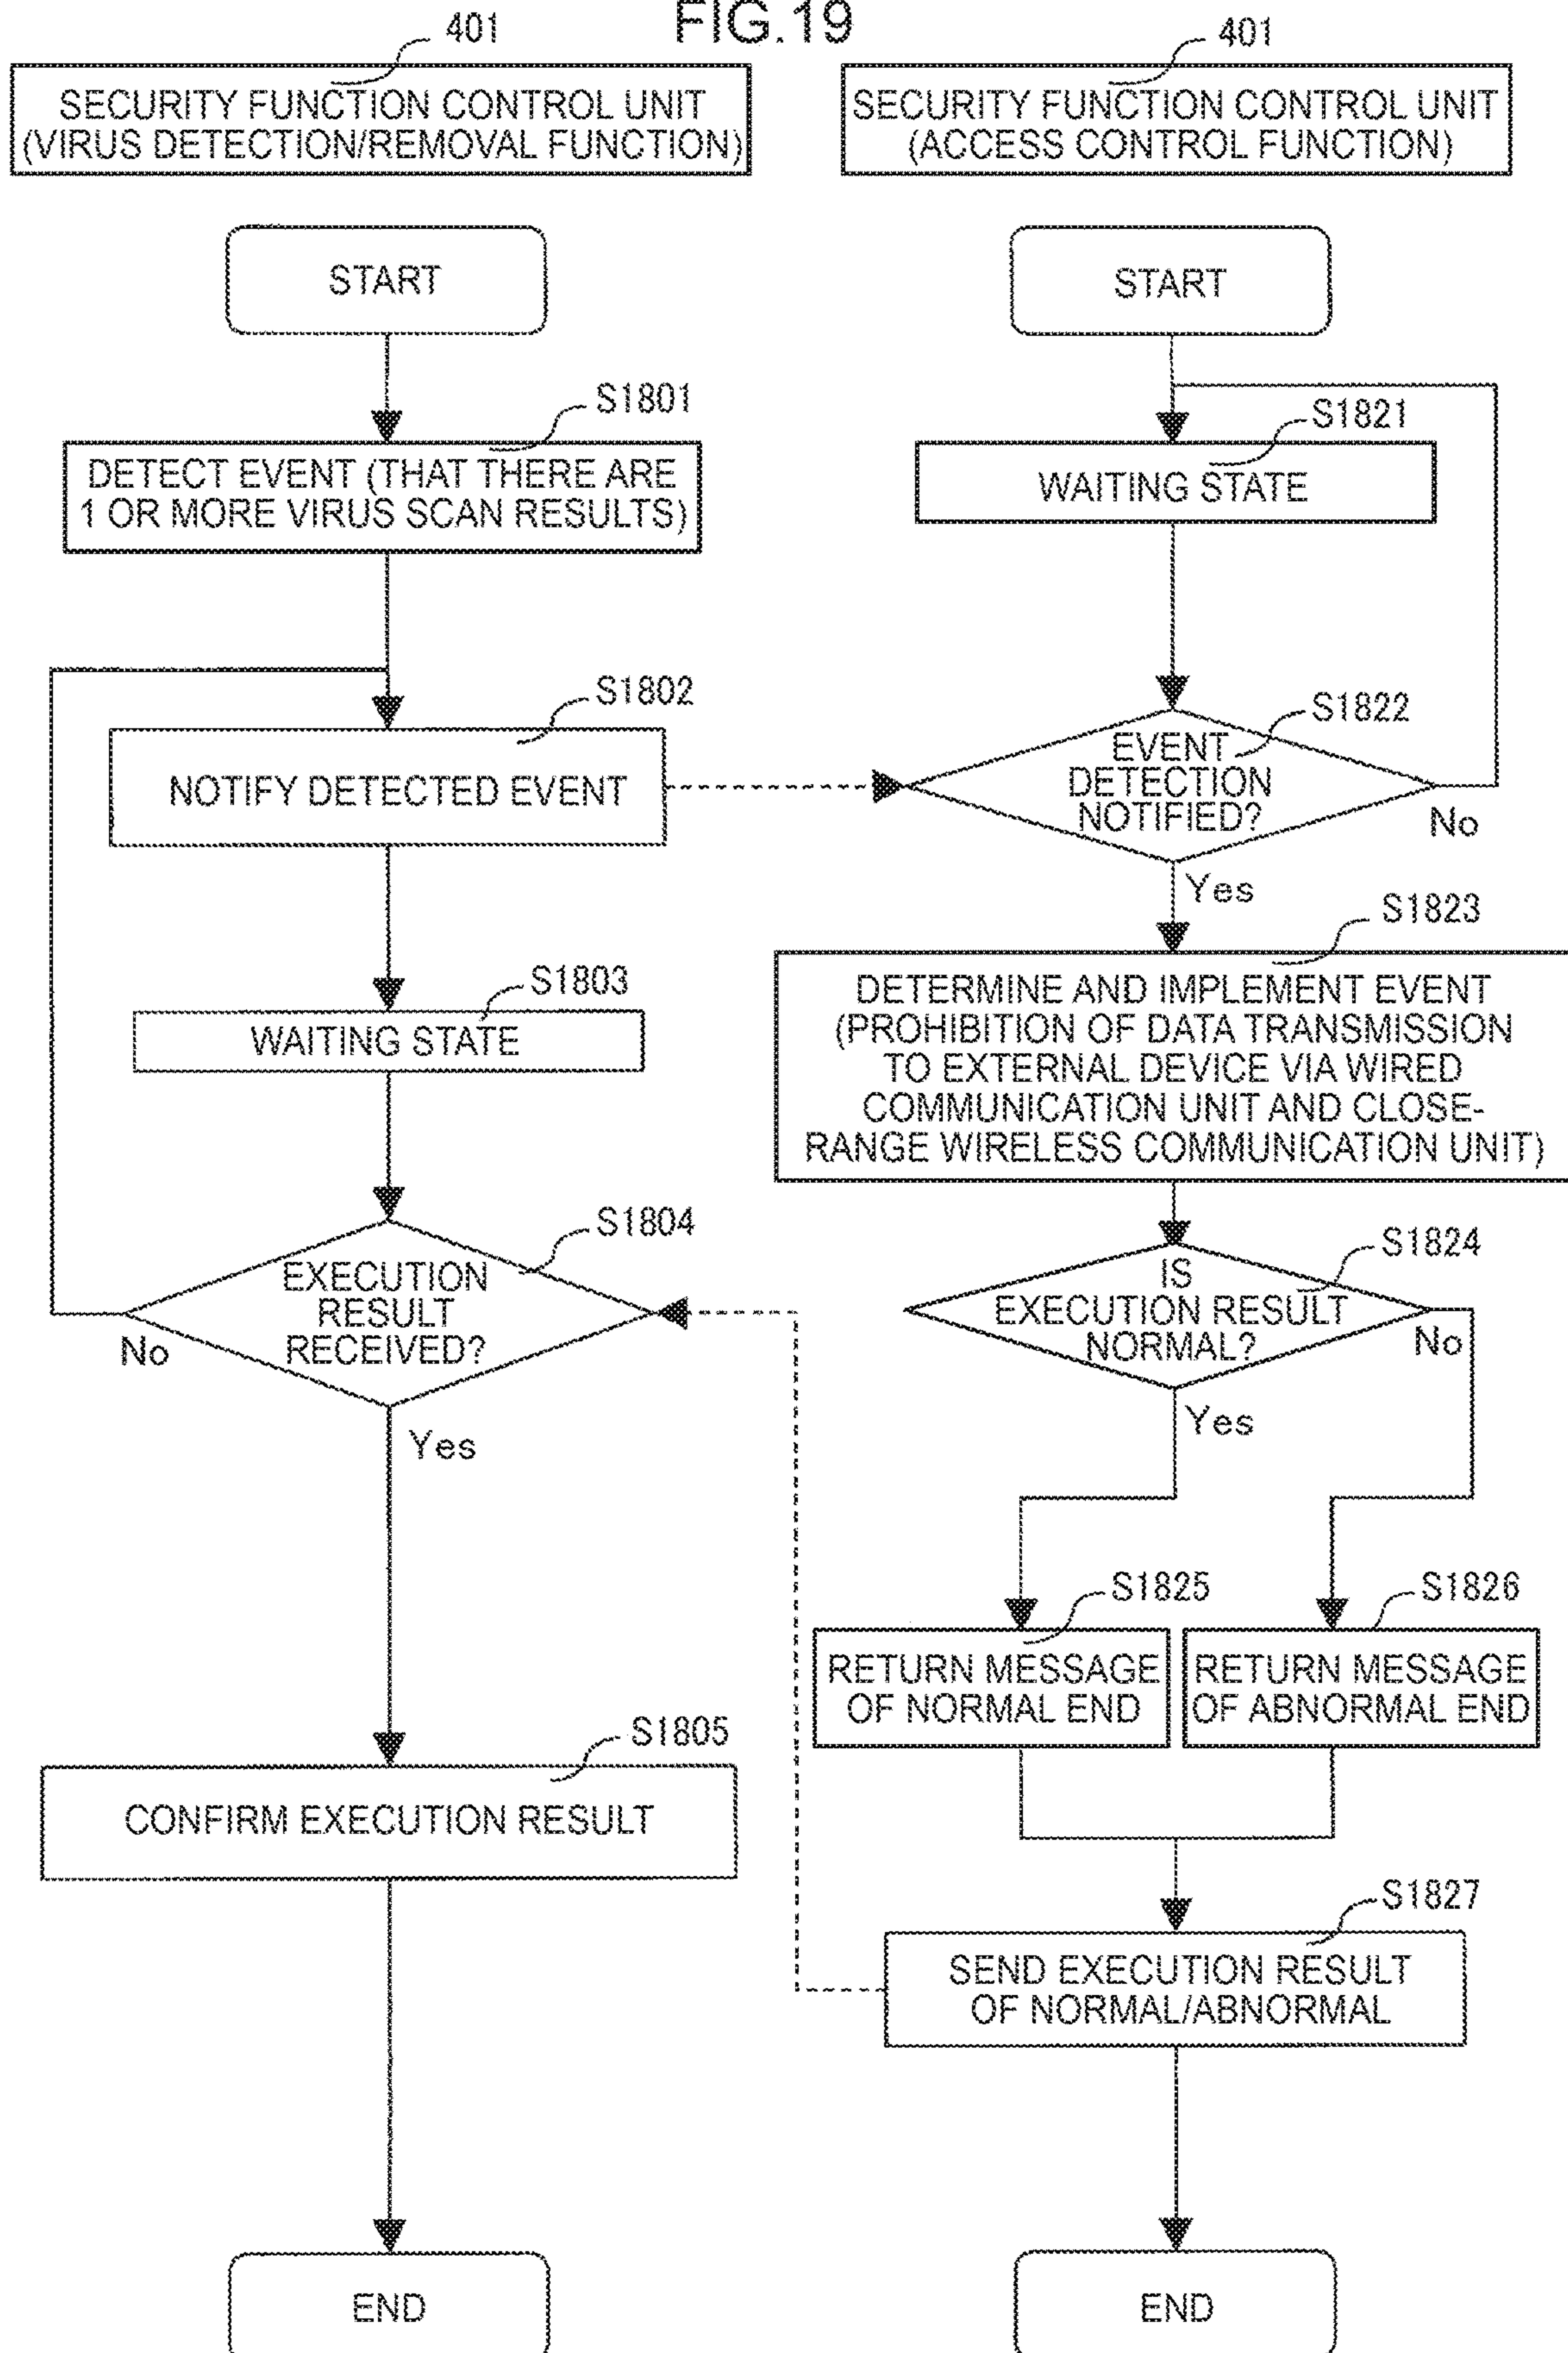 FIG.19
401
SECURITY FUNCTION CONTROL UNIT
(VIRUS DETECTION/REMOVAL FUNCTION)
START
S1801
DETECT EVENT (THAT THERE ARE
1 OR MORE VIRUS SCAN RESULTS)
S1802
NOTIFY DETECTED EVENT
S1803
WAITING STATE
S1804
EXECUTION
RESULT
RECEIVED?
No
Yes
S1805
CONFIRM EXECUTION RESULT
END
401
SECURITY FUNCTION CONTROL UNIT
(ACCESS CONTROL FUNCTION)
START
S1821
WAITING STATE
S1822
EVENT
DETECTION
NOTIFIED?
No
Yes
S1823
DETERMINE AND IMPLEMENT EVENT
(PROHIBITION OF DATA TRANSMISSION
TO EXTERNAL DEVICE VIA WIRED
COMMUNICATION UNIT AND CLOSE-
RANGE WIRELESS COMMUNICATION UNIT)
S1824
IS
EXECUTION RESULT
NORMAL?
No
Yes
S1825
RETURN MESSAGE
OF NORMAL END
S1826
RETURN MESSAGE
OF ABNORMAL END
S1827
SEND EXECUTION RESULT
OF NORMAL/ABNORMAL
END